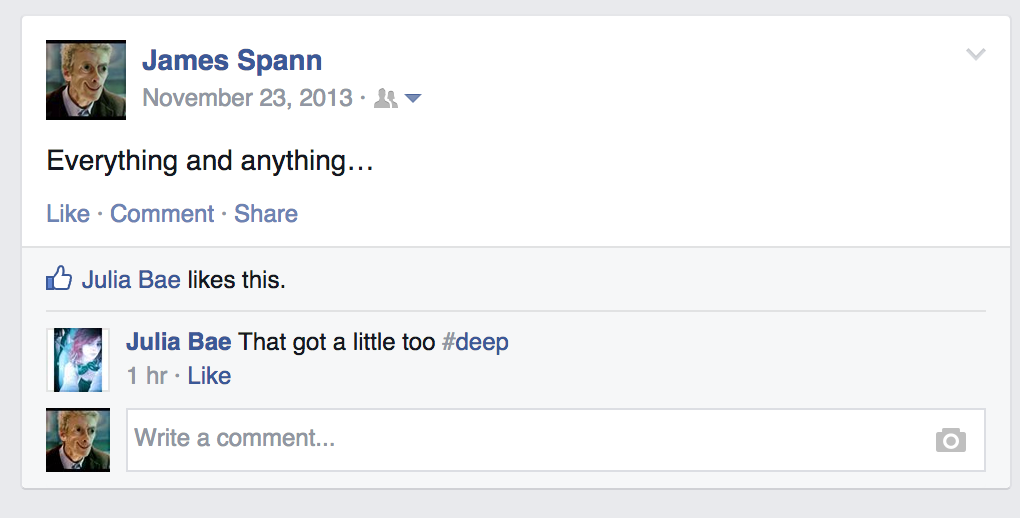 James Spann
November 23, 2013 ·
Everything and anything…
Like · Comment · Share
Julia Bae likes this.
Julia Bae That got a little too #deep
1 hr · Like
Write a comment...